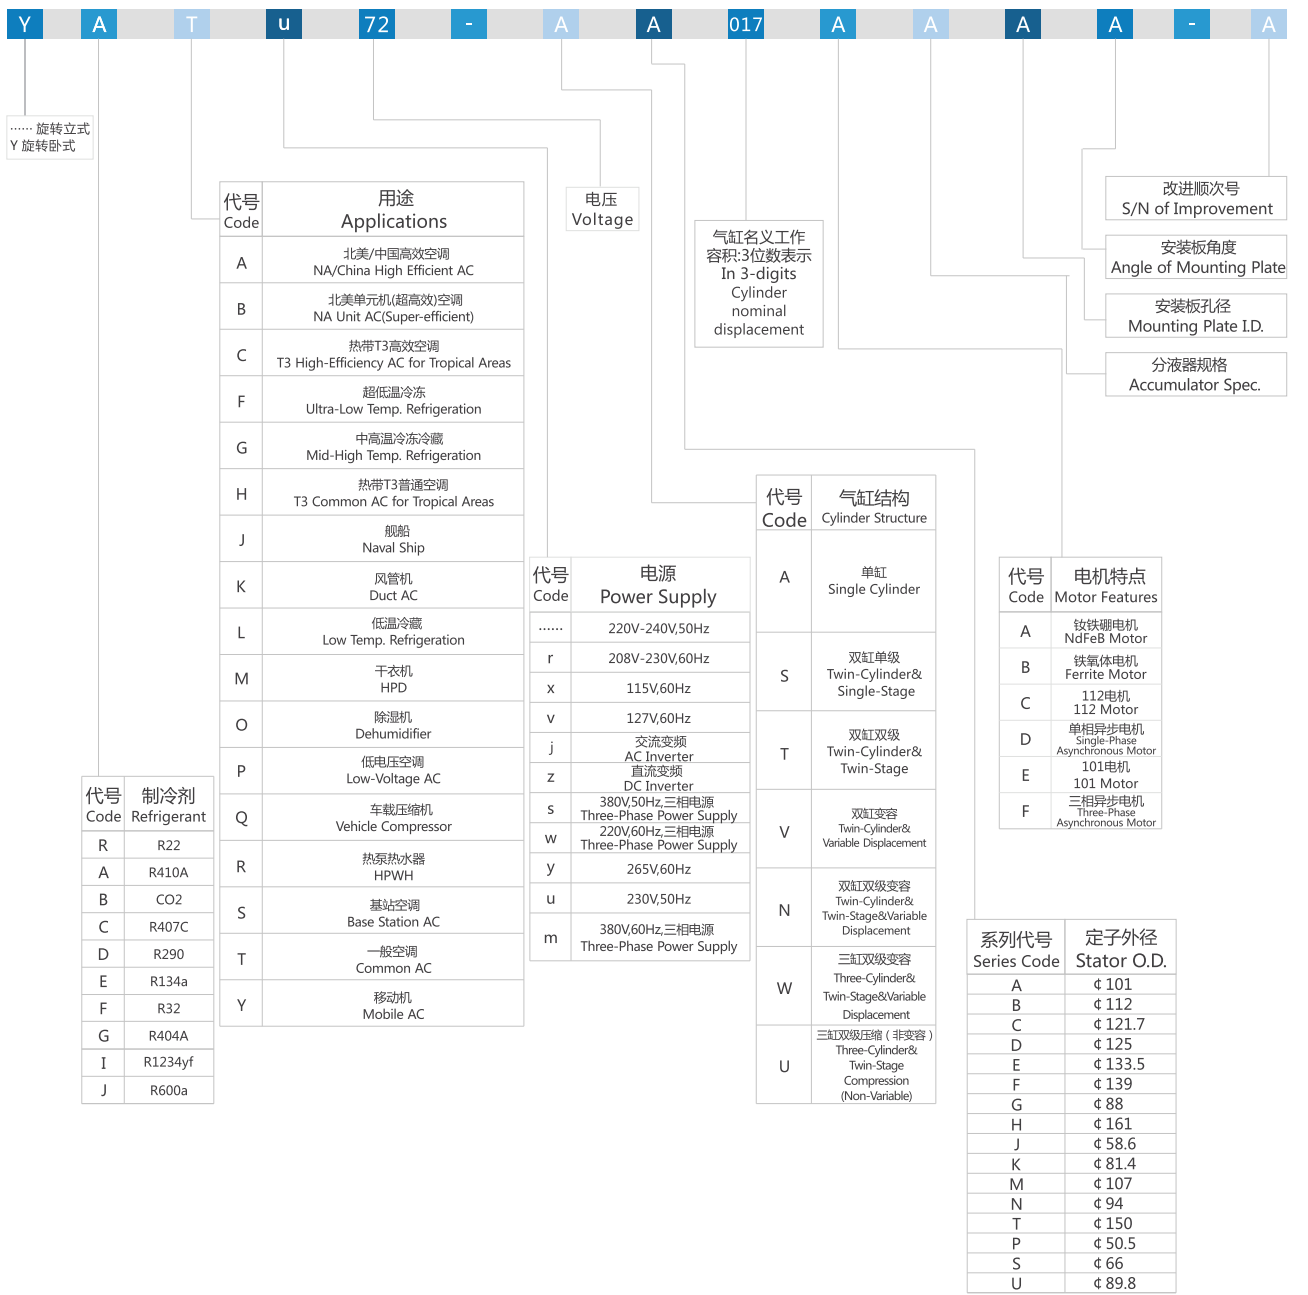 Y A T u 72 - A A 017 A A A A - A
······ 旋转立式
Y 旋转卧式
代号
Code
用途
Applications
A
北美/中国高效空调
NA/China High Efficient AC
B
北美单元机(超高效)空调
NA Unit AC(Super-efficient)
C
热带T3高效空调
T3 High-Efficiency AC for Tropical Areas
F
超低温冷冻
Ultra-Low Temp. Refrigeration
G
中高温冷冻冷藏
Mid-High Temp. Refrigeration
H
热带T3普通空调
T3 Common AC for Tropical Areas
J
舰船
Naval Ship
K
风管机
Duct AC
L
低温冷藏
Low Temp. Refrigeration
M
干衣机
HPD
O
除湿机
Dehumidifier
P
低电压空调
Low-Voltage AC
Q
车载压缩机
Vehicle Compressor
R
热泵热水器
HPWH
S
基站空调
Base Station AC
T
一般空调
Common AC
Y
移动机
Mobile AC
电压
Voltage
气缸名义工作
容积:3位数表示
In 3-digits
Cylinder
nominal
displacement
改进顺次号
S/N of Improvement
安装板角度
Angle of Mounting Plate
安装板孔径
Mounting Plate I.D.
分液器规格
Accumulator Spec.
代号
Code
制冷剂
Refrigerant
R R22
A R410A
B CO2
C R407C
D R290
E R134a
F R32
G R404A
I R1234yf
J R600a
代号
Code
电源
Power Supply
······ 220V-240V,50Hz
r 208V-230V,60Hz
x 115V,60Hz
v 127V,60Hz
j
交流变频
AC Inverter
z
直流变频
DC Inverter
s
380V,50Hz,三相电源
Three-Phase Power Supply
w
220V,60Hz,三相电源
Three-Phase Power Supply
y 265V,60Hz
u 230V,50Hz
m
380V,60Hz,三相电源
Three-Phase Power Supply
代号
Code
气缸结构
Cylinder Structure
A
单缸
Single Cylinder
S
双缸单级
Twin-Cylinder&
Single-Stage
T
双缸双级
Twin-Cylinder&
Twin-Stage
V
双缸变容
Twin-Cylinder&
Variable Displacement
N
双缸双级变容
Twin-Cylinder&
Twin-Stage&Variable
Displacement
W
三缸双级变容
Three-Cylinder&
Twin-Stage&Variable
Displacement
U
三缸双级压缩（非变容）
Three-Cylinder&
Twin-Stage
Compression
(Non-Variable)
代号
Code
电机特点
Motor Features
A
钕铁硼电机
NdFeB Motor
B
铁氧体电机
Ferrite Motor
C
112电机
112 Motor
D
单相异步电机
Single-Phase
Asynchronous Motor
E
101电机
101 Motor
F
三相异步电机
Three-Phase
Asynchronous Motor
系列代号
Series Code
定子外径
Stator O.D.
A ¢101
B ¢112
C ¢121.7
D ¢125
E ¢133.5
F ¢139
G ¢88
H ¢161
J ¢58.6
K ¢81.4
M ¢107
N ¢94
T ¢150
P ¢50.5
S ¢66
U ¢89.8